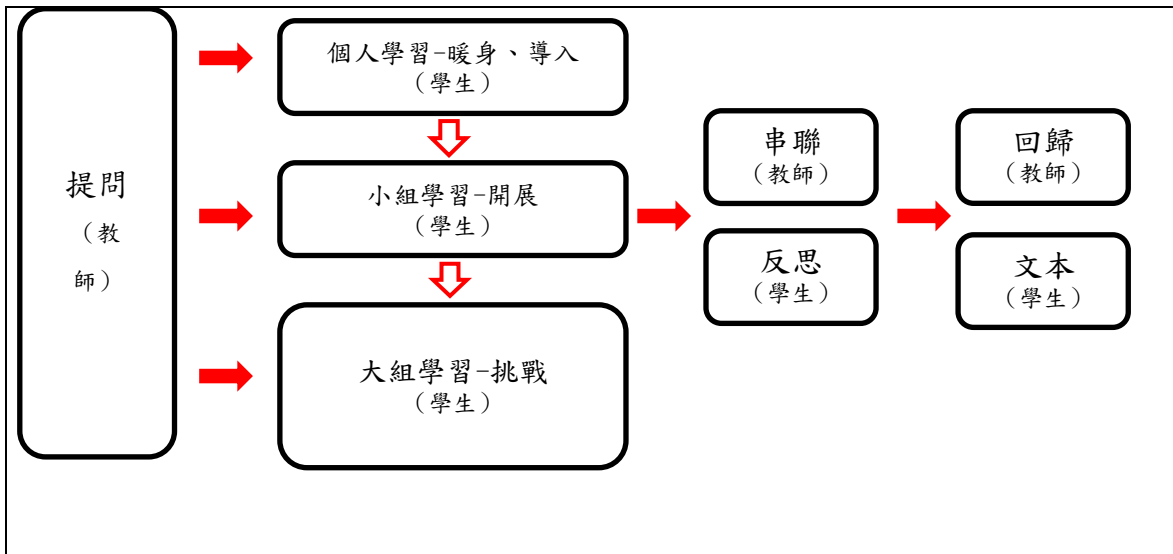 提問
（教
師）
個人學習-暖身、導入
（學生）
小組學習-開展
（學生）
大組學習-挑戰
（學生）
串聯
（教師）
反思
（學生）
回歸
（教師）
文本
（學生）